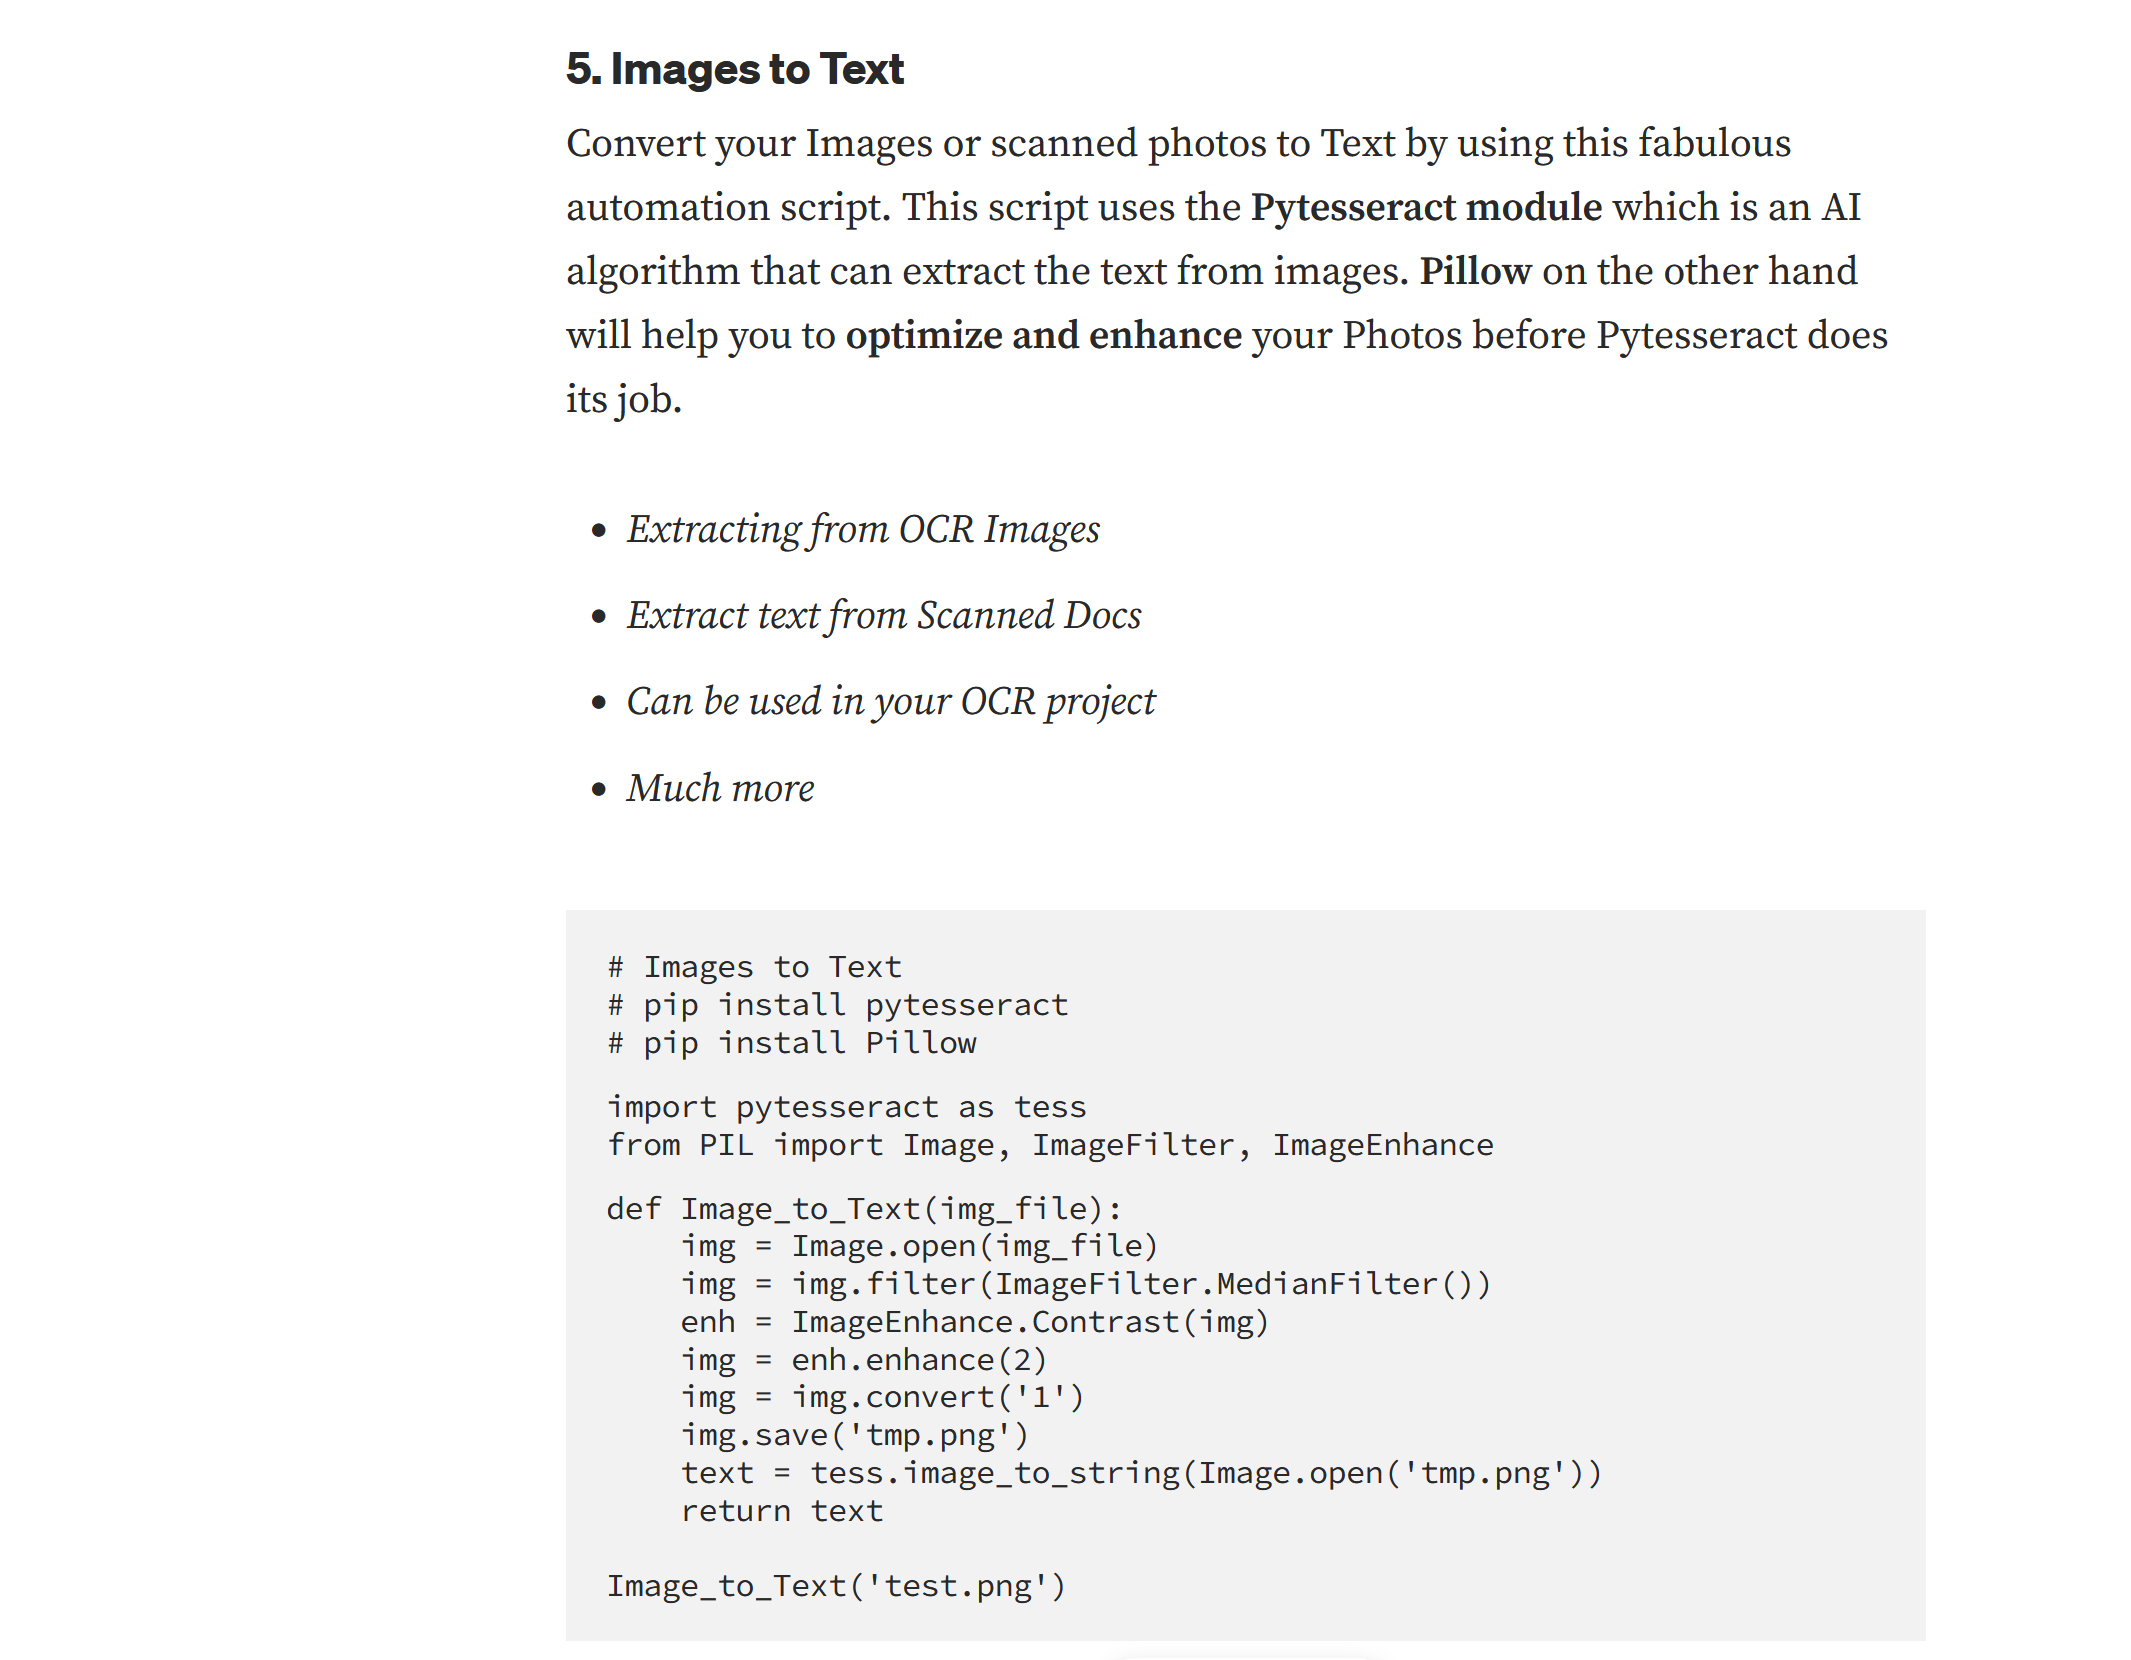 5. Images to Text
Convert your Images or scanned photos to Text by using this fabulous
automation script. This script uses the Pytesseract module which is an AI
algorithm that can extract the text from images. Pillow on the other hand
will help you to optimize and enhance your Photos before Pytesseract does
its job.
• Extracting from OCR Images
• Extract text from Scanned Docs
• Can be used in your OCR project
• Much more
# Images to Text
# pip install pytesseract
# pip install Pillow
import pytesseract as tess
from PIL import Image, ImageFilter, ImageEnhance
def Image_to_Text(img_file):
    img = Image.open(img_file)
    img = img.filter(ImageFilter.MedianFilter())
    enh = ImageEnhance.Contrast(img)
    img = enh.enhance(2)
    img = img.convert('1')
    img.save('tmp.png')
    text = tess.image_to_string(Image.open('tmp.png'))
    return text
Image_to_Text('test.png')